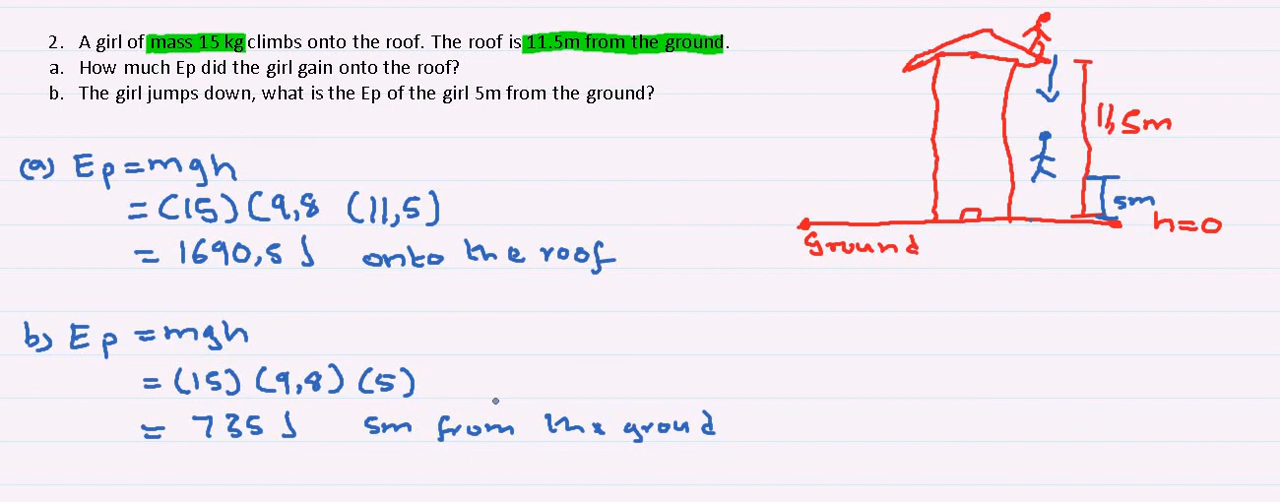 2. A girl of mass 15 kg climbs onto the roof. The roof is 11.5m from the ground.
a. How much Ep did the girl gain onto the roof?
b. The girl jumps down, what is the Ep of the girl 5m from the ground?
11,5m
5m
h=0
Ground
(a) Ep=mgh
=(15)(9,8 (11,5)
= 1690,5J onto the roof
b) Ep =mgh
=(15)(9,8)(5)
= 735J 5m from the ground